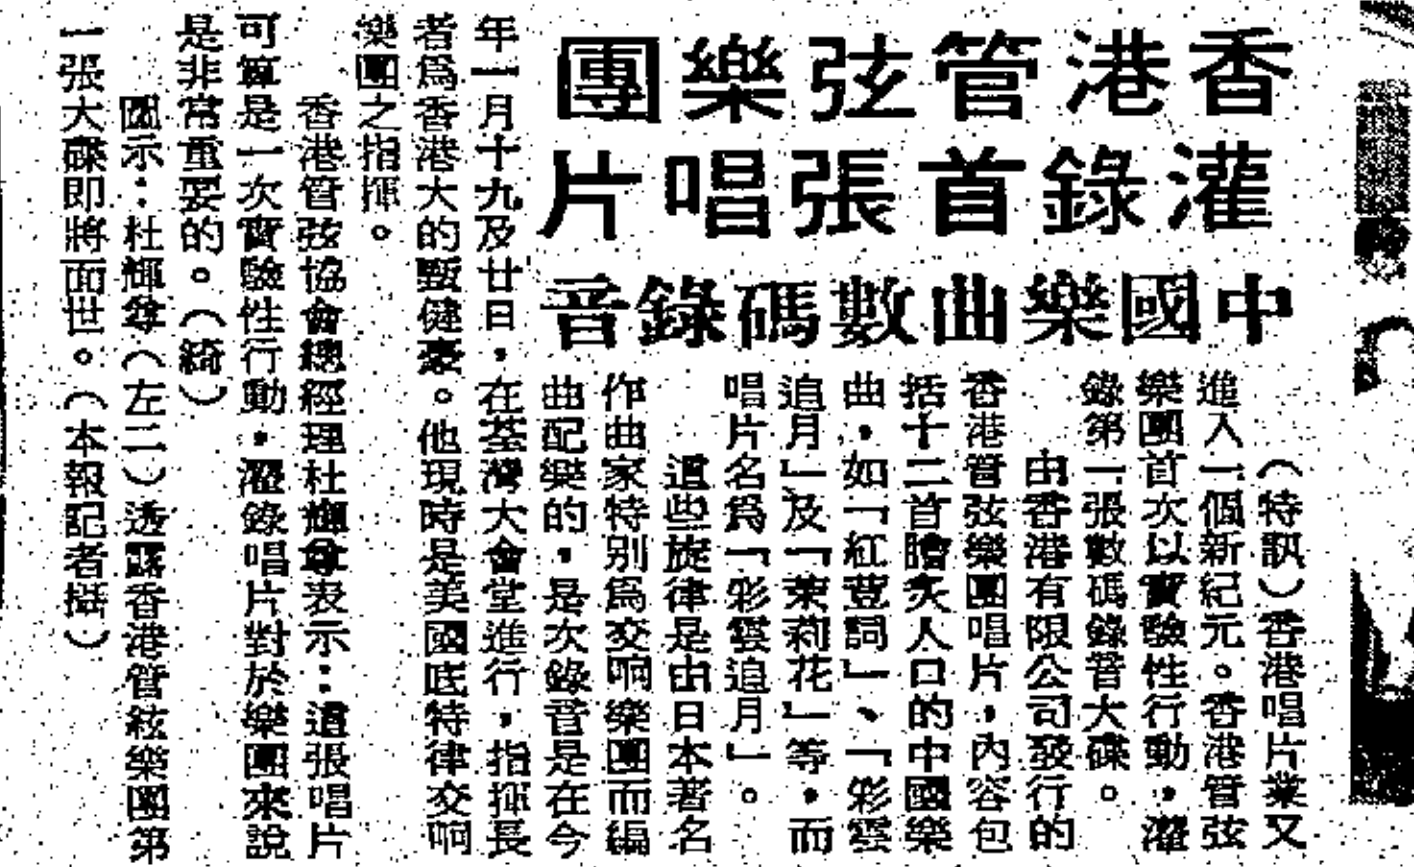 香港管弦樂團
灌錄首張唱片
中國樂曲數碼錄音
（特訊）香港唱片業又
進入一個新紀元。香港管弦
樂團首次以實驗性行動，灌
錄第一張數碼錄音大碟。
由香港有限公司發行的
香港管弦樂團唱片，內容包
括十二首膾炙人口的中國樂
曲，如「紅荳詞」、「彩雲
追月」及「茉莉花」等，而
唱片名爲「彩雲追月」。
這些旋律是由日本著名
作曲家特別爲交响樂團而編
曲配樂的，是次錄音是在今
年一月十九及廿日，在荃灣大會堂進行，指揮長
者爲香港大的甄健豪。他現時是美國底特律交响
樂團之指揮。
香港管弦協會總經理杜輝尊表示：這張唱片
可算是一次實驗性行動，灌錄唱片對於樂團來說
是非常重要的。（綺）
圖示：杜輝尊（左二）透露香港管絃樂團第
一張大碟即將面世。（本報記者攝）